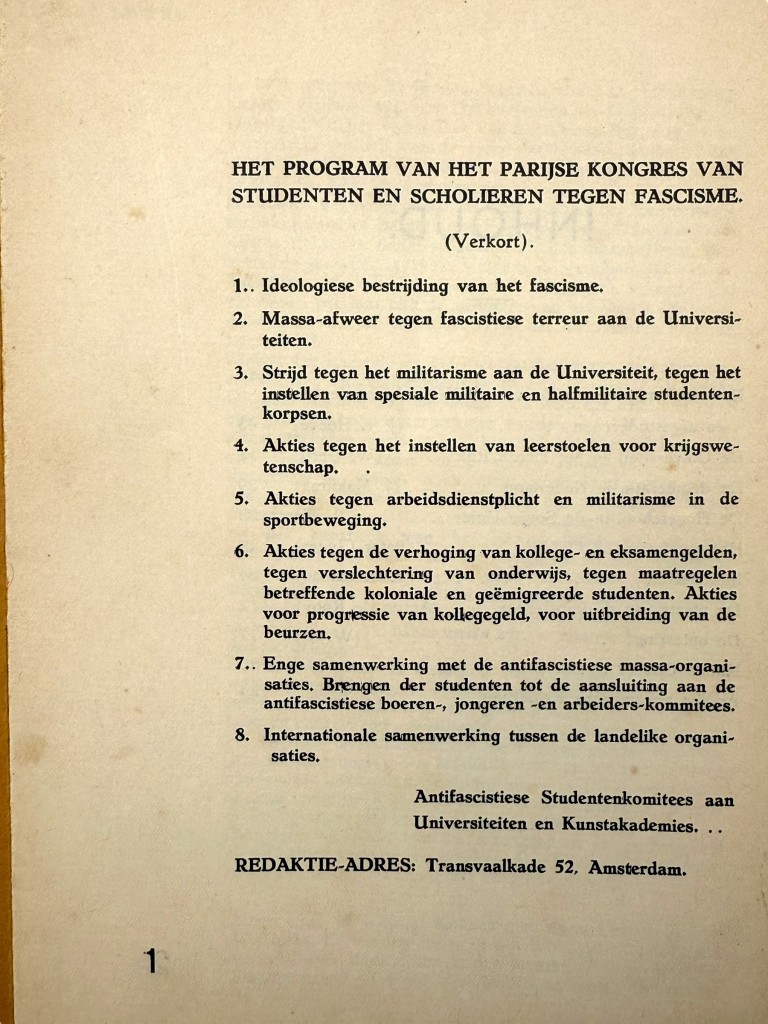 HET PROGRAM VAN HET PARIJSE KONGRES VAN
STUDENTEN EN SCHOLIEREN TEGEN FASCISME.
(Verkort).
1.. Ideologiese bestrijding van het fascisme.
2. Massa-afweer tegen fascistiese terreur aan de Universi-
teiten.
3. Strijd tegen het militarisme aan de Universiteit, tegen het
instellen van spesiale militaire en halfmilitaire studenten-
korpsen.
4. Akties tegen het instellen van leerstoelen voor krijgswe-
tenschap. .
5. Akties tegen arbeidsdienstplicht en militarisme in de
sportbeweging.
6. Akties tegen de verhoging van kollege- en eksamengelden,
tegen verslechtering van onderwijs, tegen maatregelen
betreffende koloniale en geëmigreerde studenten. Akties
voor progressie van kollegegeld, voor uitbreiding van de
beurzen.
7.. Enge samenwerking met de antifascistiese massa-organi-
saties. Brengen der studenten tot de aansluiting aan de
antifascistiese boeren-, jongeren -en arbeiders-kommitees.
8. Internationale samenwerking tussen de landelike organi-
saties.
Antifascistiese Studentenkomitees aan
Universiteiten en Kunstakademies. . .
REDAKTIE-ADRES: Transvaalkade 52, Amsterdam.
1